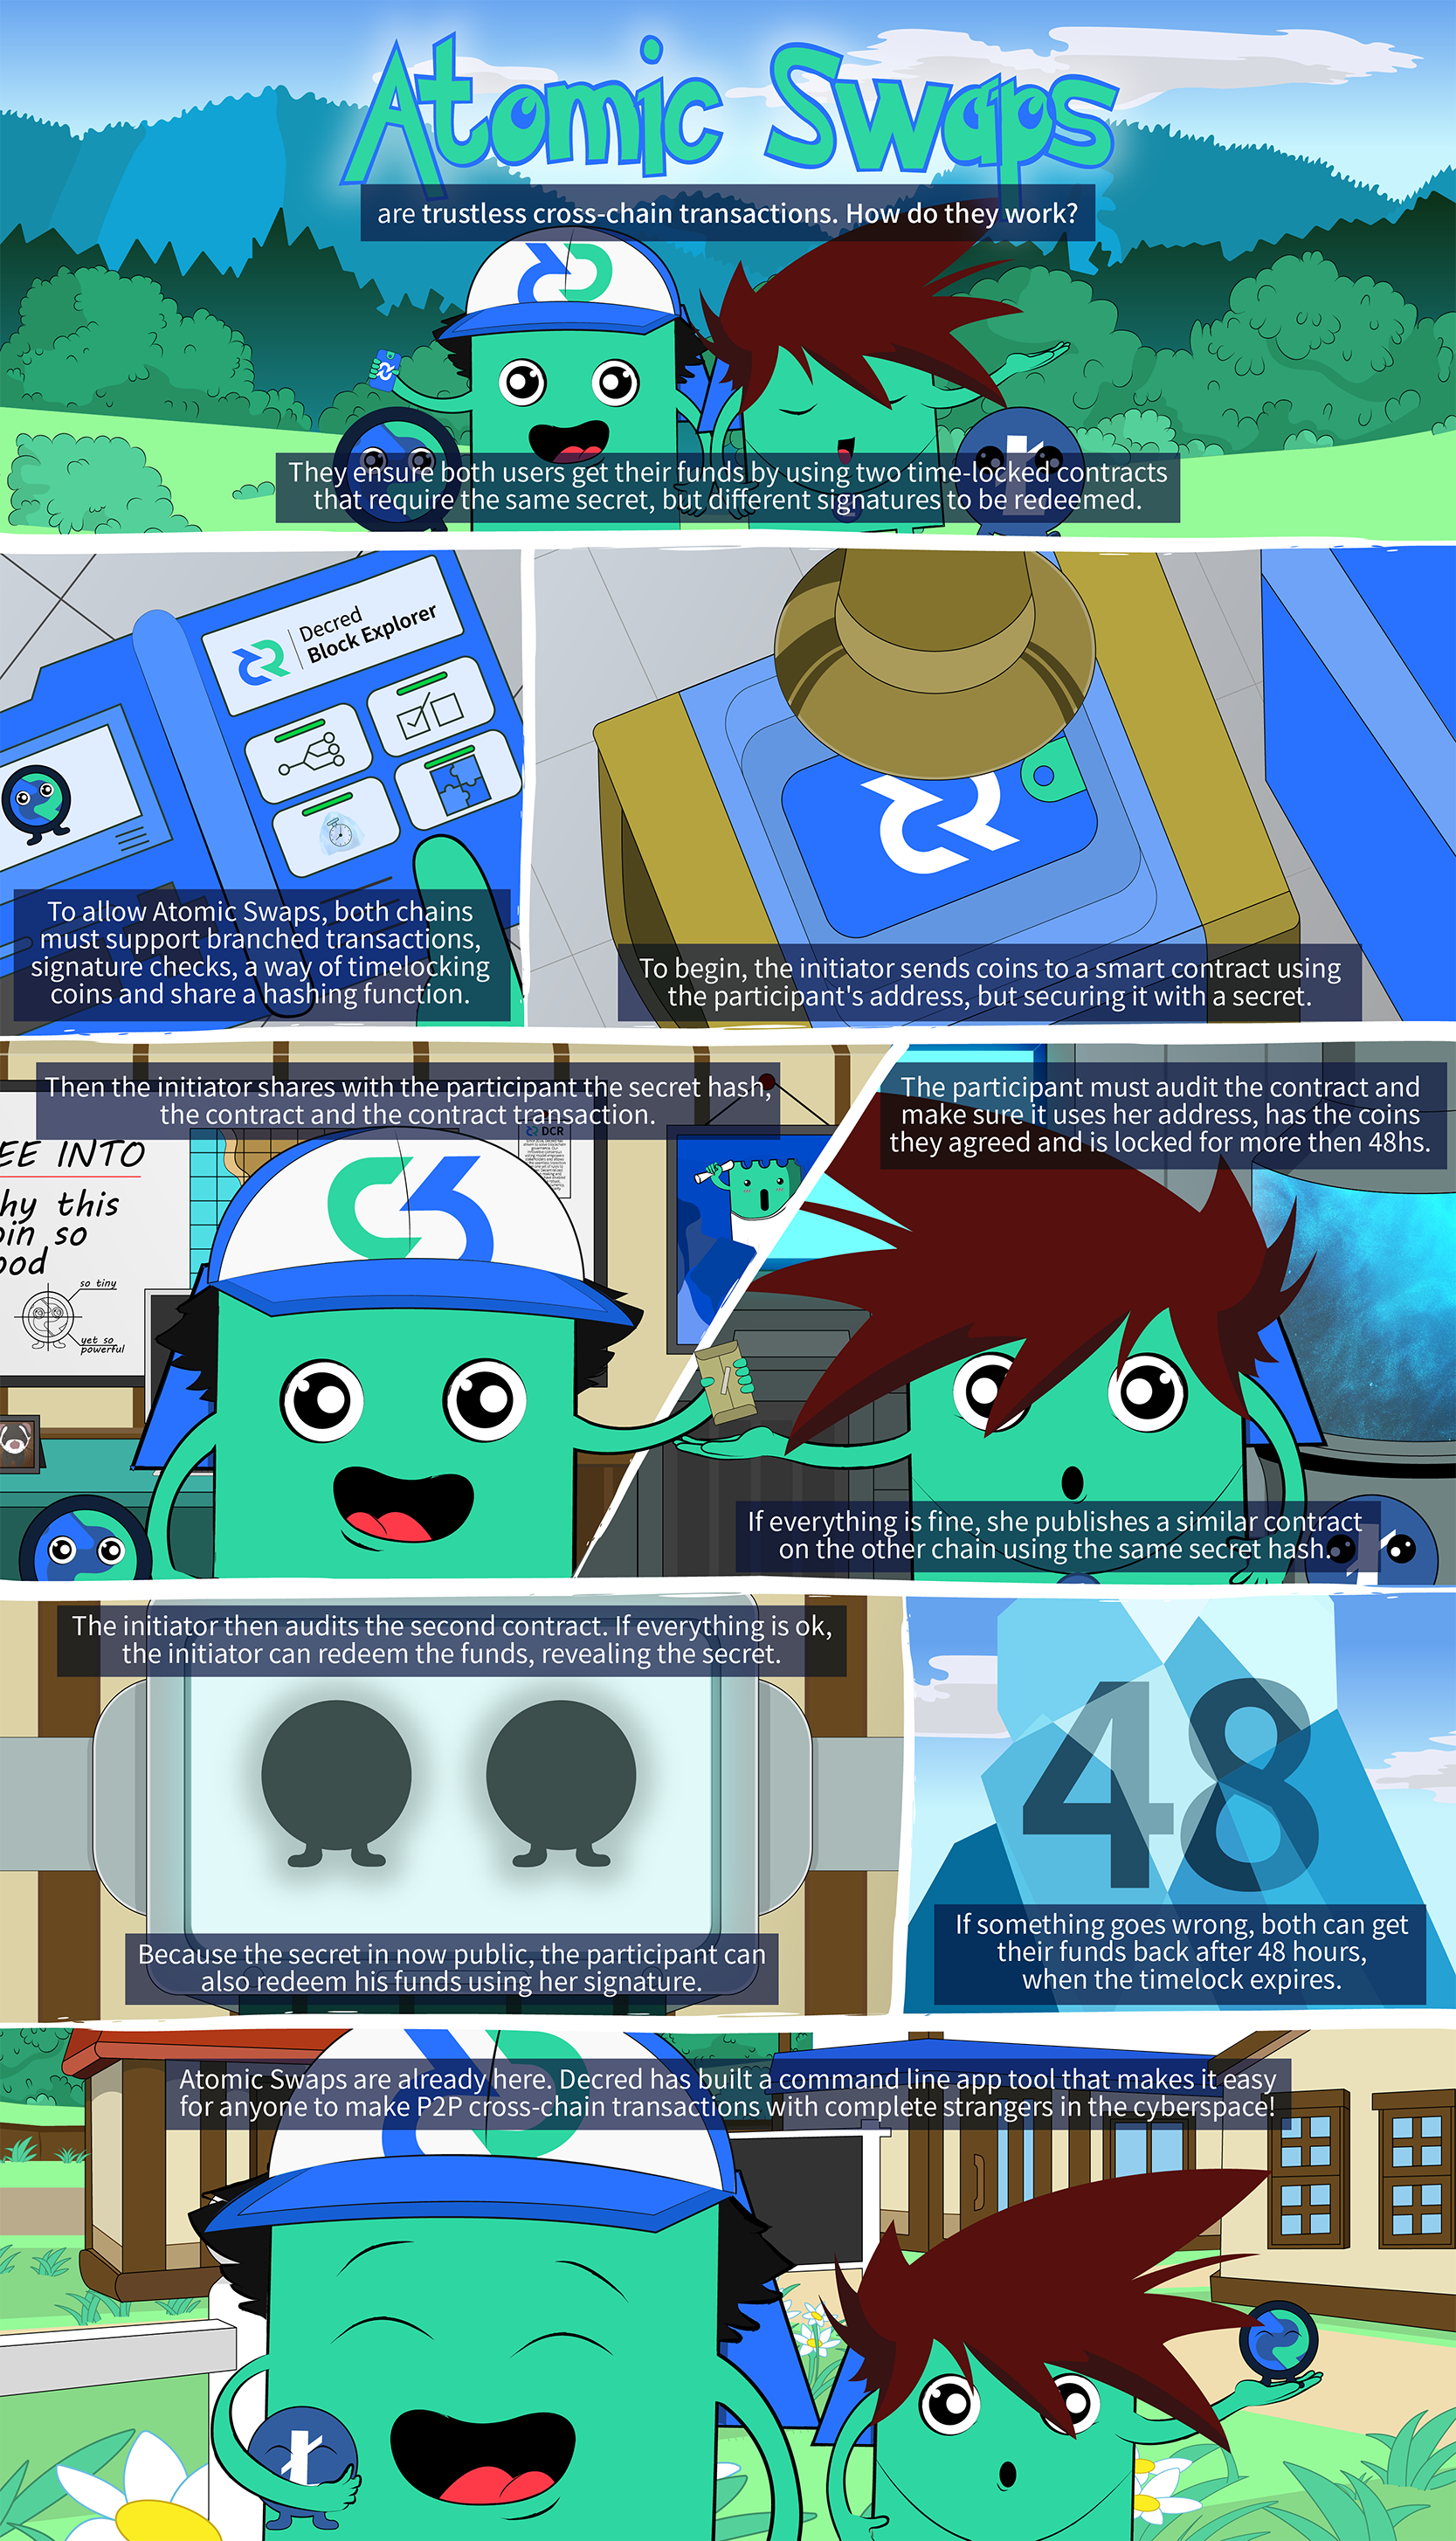 Atomic Swaps
are trustless cross-chain transactions. How do they work?
They ensure both users get their funds by using two time-locked contracts
that require the same secret, but different signatures to be redeemed.
Decred
Block Explorer
To allow Atomic Swaps, both chains
must support branched transactions,
signature checks, a way of timelocking
coins and share a hashing function.
To begin, the initiator sends coins to a smart contract using
the participant's address, but securing it with a secret.
Then the initiator shares with the participant the secret hash,
the contract and the contract transaction.
DCR
EE INTO
hy this
oin so
ood
so tiny
yet so
powerful
The participant must audit the contract and
make sure it uses her address, has the coins
they agreed and is locked for more then 48hs.
If everything is fine, she publishes a similar contract
on the other chain using the same secret hash.
The initiator then audits the second contract. If everything is ok,
the initiator can redeem the funds, revealing the secret.
Because the secret in now public, the participant can
also redeem his funds using her signature.
48
If something goes wrong, both can get
their funds back after 48 hours,
when the timelock expires.
Atomic Swaps are already here. Decred has built a command line app tool that makes it easy
for anyone to make P2P cross-chain transactions with complete strangers in the cyberspace!